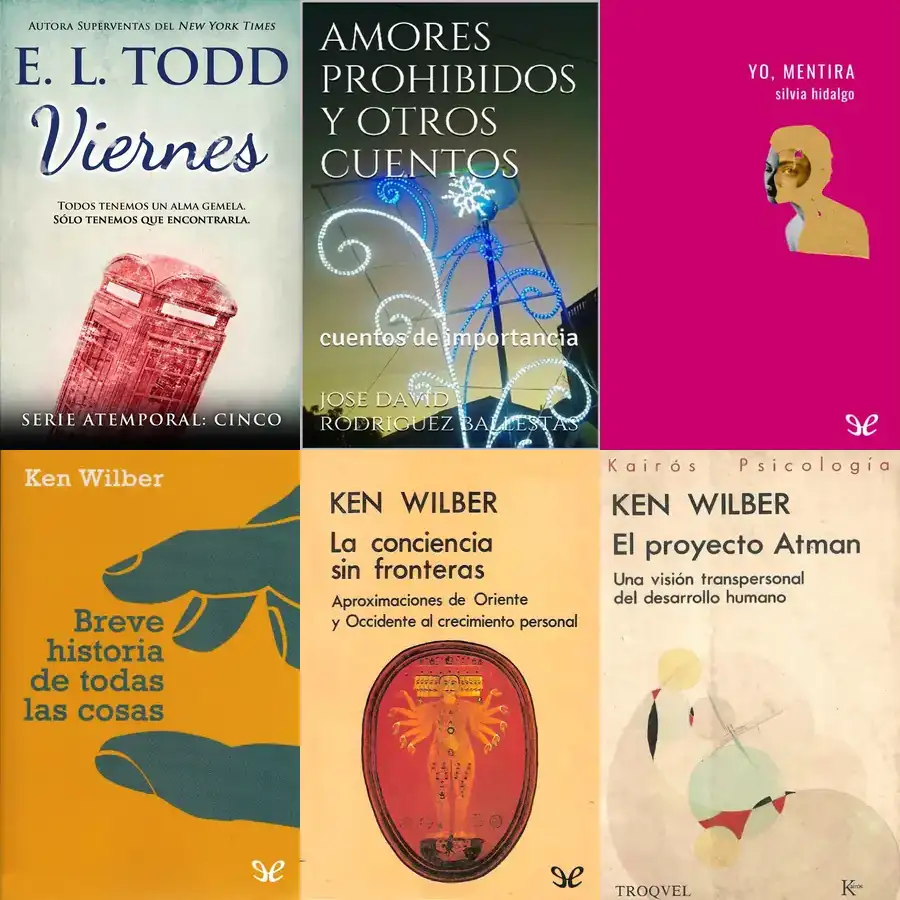 AUTORA SUPERVENTAS DEL NEW YORK TIMES
E. L. TODD
Viernes
TODOS TENEMOS UN ALMA GEMELA.
SÓLO TENEMOS QUE ENCONTRARLA.
SERIE ATEMPORAL: CINCO
AMORES
PROHIBIDOS
Y OTROS
CUENTOS
cuentos de importancia
JOSE DAVID
RODRIGUEZ BALLESTAS
YO, MENTIRA
silvia hidalgo
Ken Wilber
Breve
historia
de todas
las cosas
KEN WILBER
La conciencia
sin fronteras
Aproximaciones de Oriente
y Occidente al crecimiento personal
Kairós Psicología
KEN WILBER
El proyecto Atman
Una visión transpersonal
del desarrollo humano
TROQVEL
Kairós